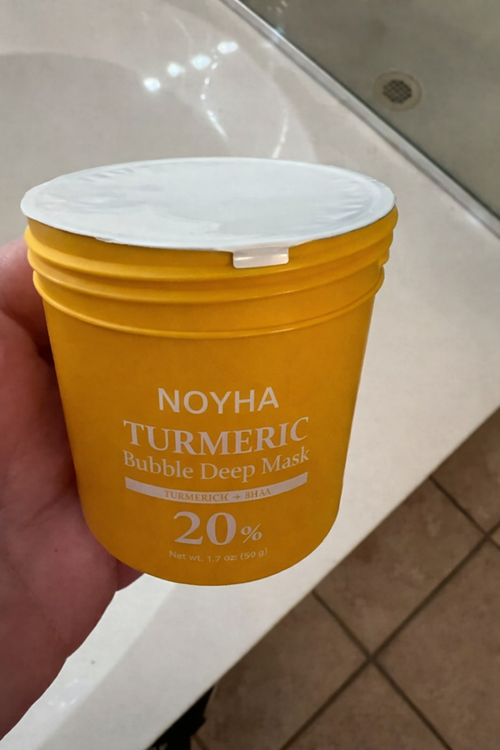 NOYHA
TURMERIC
Bubble Deep Mask
TURMERICH + BHAA
20%
Net wt. 1.7 oz (50 g)